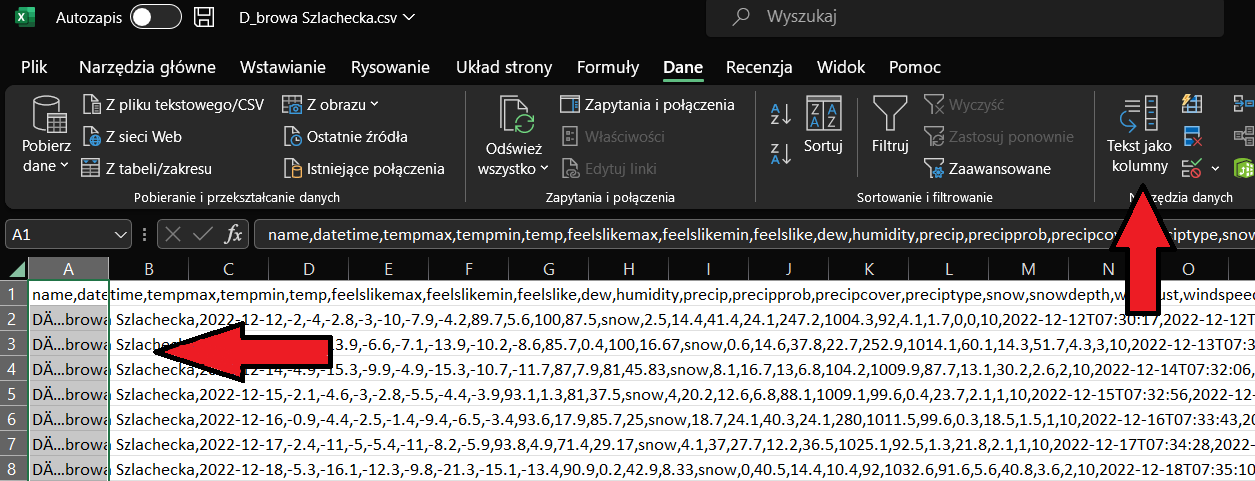 Autozapis
D_browa Szlachecka.csv
Wyszukaj
Plik Narzędzia główne Wstawianie Rysowanie Układ strony Formuły Dane Recenzja Widok Pomoc
Pobierz dane
Z pliku tekstowego/CSV
Z sieci Web
Z tabeli/zakresu
Z obrazu
Ostatnie źródła
Istniejące połączenia
Pobieranie i przekształcanie danych
Odśwież wszystko
Zapytania i połączenia
Właściwości
Edytuj linki
Zapytania i połączenia
Sortuj
Filtruj
Wyczyść
Zastosuj ponownie
Zaawansowane
Sortowanie i filtrowanie
Tekst jako kolumny
danych
A1
fx
name,datetime,tempmax,tempmin,temp,feelslikemax,feelslikemin,feelslike,dew,humidity,precip,precipprob,precipcov
A B C D E F G H I J K L M N O
1 name,datetime,tempmax,tempmin,temp,feelslikemax,feelslikemin,feelslike,dew,humidity,precip,precipprob,precipcover,preciptype,snow,snowdepth,
2 DÄ…browa Szlachecka,2022-12-12,-2,-4,-2.8,-3,-10,-7.9,-4.2,89.7,5.6,100,87.5,snow,2.5,14.4,41.4,24.1,247.2,1004.3,92,4.1,1.7,0,0,10,2022-12-12T07:30:17,2022-12-12T
3 DÄ…browa Szlachecka 3.9,-6.6,-7.1,-13.9,-10.2,-8.6,85.7,0.4,100,16.67,snow,0.6,14.6,37.8,22.7,252.9,1014.1,60.1,14.3,51.7,4.3,3,10,2022-12-13T07:3
4 DÄ…browa Szlachecka,2022-12-14,-4.9,-15.3,-9.9,-4.9,-15.3,-10.7,-11.7,87,7.9,81,45.83,snow,8.1,16.7,13,6.8,104.2,1009.9,87.7,13.1,30.2,2.6,2,10,2022-12-14T07:32:06,
5 DÄ…browa Szlachecka,2022-12-15,-2.1,-4.6,-3,-2.8,-5.5,-4.4,-3.9,93.1,1.3,81,37.5,snow,4,20.2,12.6,6.8,88.1,1009.1,99.6,0.4,23.7,2.1,1,10,2022-12-15T07:32:56,2022-12-
6 DÄ…browa Szlachecka,2022-12-16,-0.9,-4.4,-2.5,-1.4,-9.4,-6.5,-3.4,93.6,17.9,85.7,25,snow,18.7,24.1,40.3,24.1,280,1011.5,99.6,0.3,18.5,1.5,1,10,2022-12-16T07:33:43,20
7 DÄ…browa Szlachecka,2022-12-17,-2.4,-11,-5,-5.4,-11,-8.2,-5.9,93.8,4.9,71.4,29.17,snow,4.1,37,27.7,12.2,36.5,1025.1,92.5,1.3,21.8,2.1,1,10,2022-12-17T07:34:28,2022-1
8 DÄ…browa Szlachecka,2022-12-18,-5.3,-16.1,-12.3,-9.8,-21.3,-15.1,-13.4,90.9,0.2,42.9,8.33,snow,0,40.5,14.4,10.4,92,1032.6,91.6,5.6,40.8,3.6,2,10,2022-12-18T07:35:10